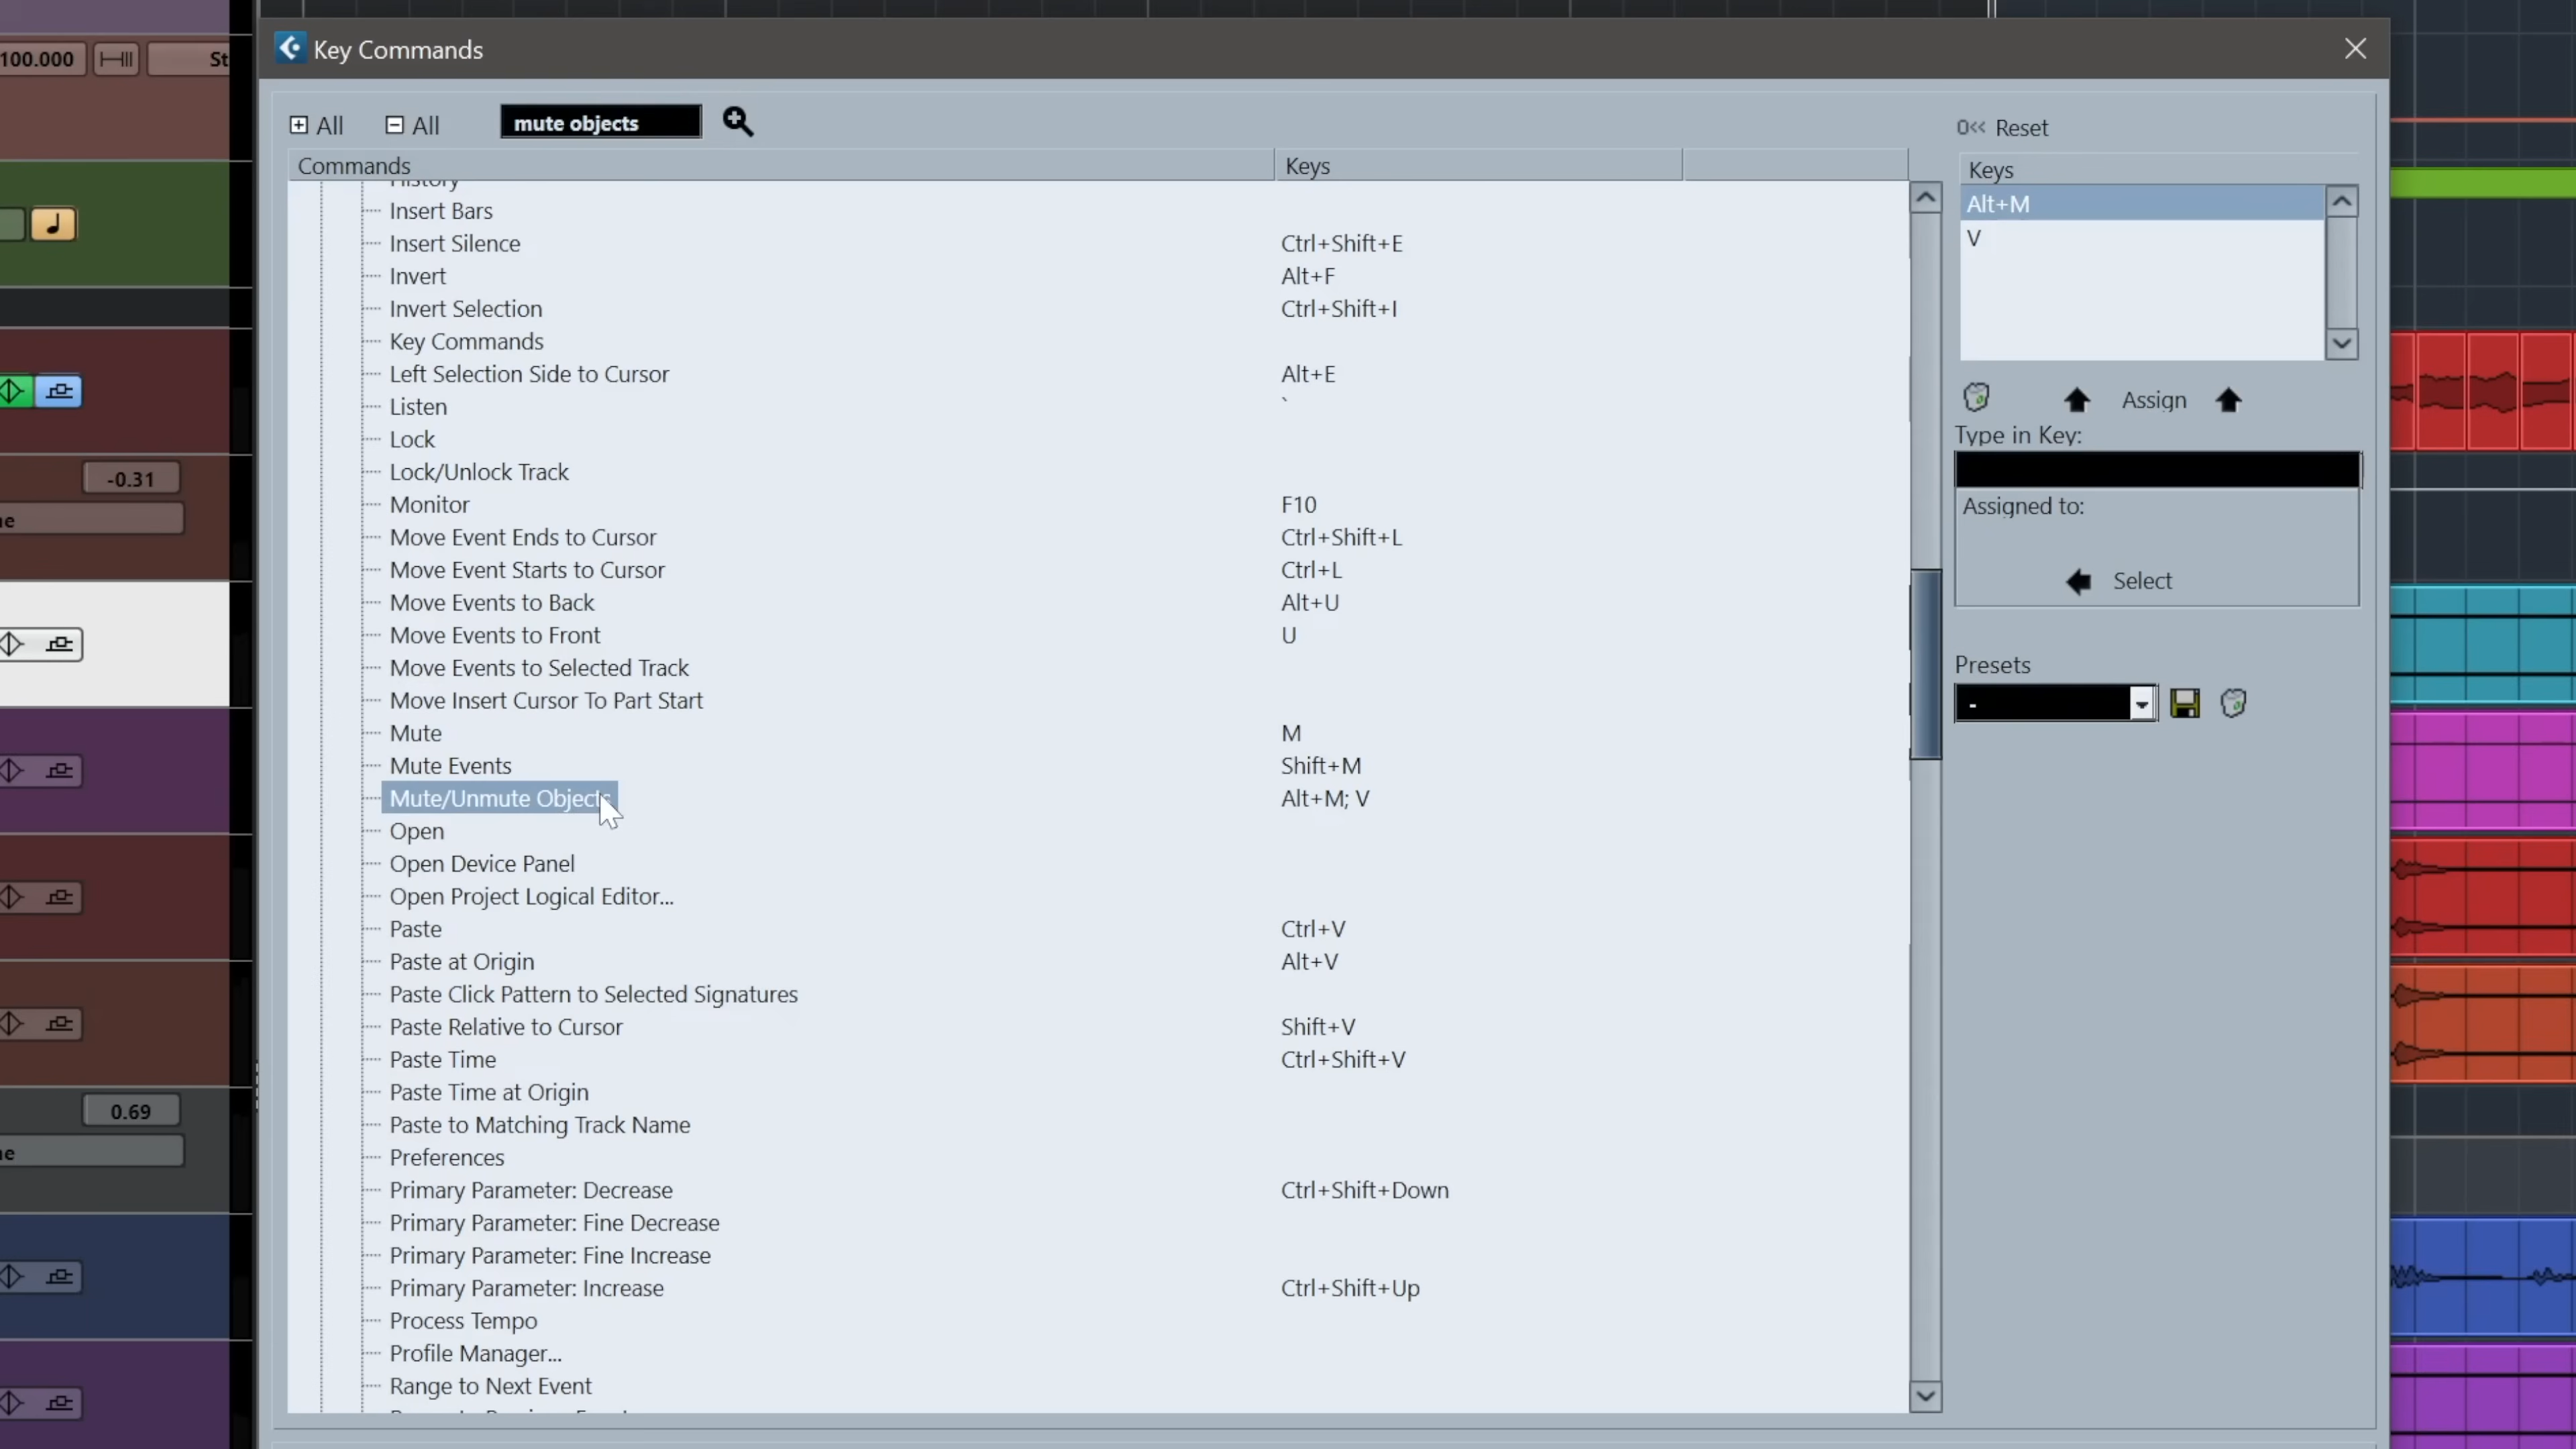 Key Commands
100.000
St
All
All
mute objects
Reset
Commands
Keys
Keys
History
Alt+M
Insert Bars
V
Insert Silence Ctrl+Shift+E
Invert Alt+F
Invert Selection Ctrl+Shift+I
Key Commands
Left Selection Side to Cursor Alt+E
Assign
Listen `
Type in Key:
Lock
Lock/Unlock Track
-0.31
Monitor F10
Assigned to:
ne
Move Event Ends to Cursor Ctrl+Shift+L
Move Event Starts to Cursor Ctrl+L
Select
Move Events to Back Alt+U
Move Events to Front U
Move Events to Selected Track
Presets
Move Insert Cursor To Part Start
-
Mute M
Mute Events Shift+M
Mute/Unmute Objects Alt+M; V
Open
Open Device Panel
Open Project Logical Editor...
Paste Ctrl+V
Paste at Origin Alt+V
Paste Click Pattern to Selected Signatures
Paste Relative to Cursor Shift+V
Paste Time Ctrl+Shift+V
Paste Time at Origin
0.69
Paste to Matching Track Name
ne
Preferences
Primary Parameter: Decrease Ctrl+Shift+Down
Primary Parameter: Fine Decrease
Primary Parameter: Fine Increase
Primary Parameter: Increase Ctrl+Shift+Up
Process Tempo
Profile Manager...
Range to Next Event